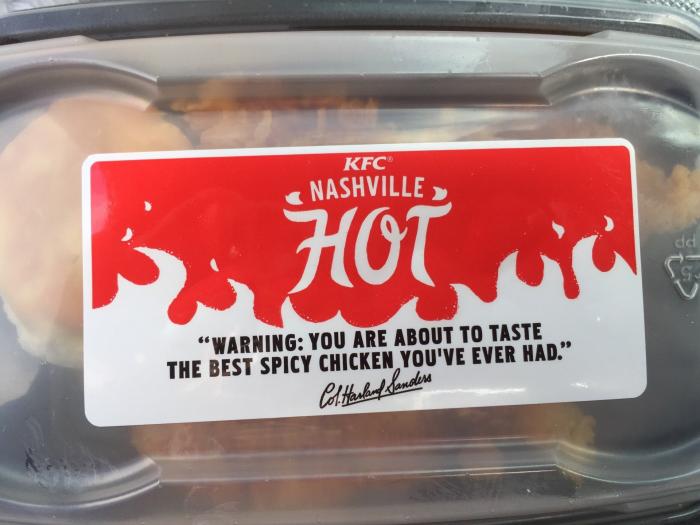 KFC®
NASHVILLE
HOT
“WARNING: YOU ARE ABOUT TO TASTE
THE BEST SPICY CHICKEN YOU'VE EVER HAD.”
Col. Harland Sanders
PP